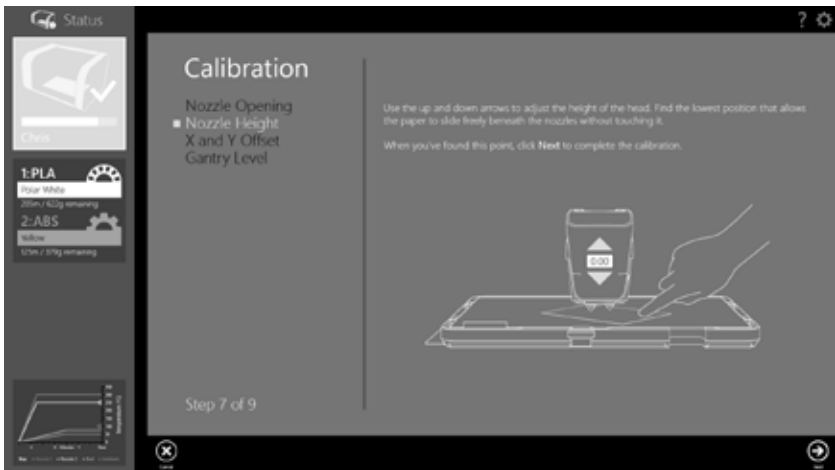 Status
?
Chris
1:PLA
Polar White
205m / 622g remaining
2:ABS
Yellow
125m / 379g remaining
Calibration
Nozzle Opening
Nozzle Height
X and Y Offset
Gantry Level
Step 7 of 9
Use the up and down arrows to adjust the height of the head. Find the lowest position that allows
the paper to slide freely beneath the nozzles without touching it.
When you've found this point, click Next to complete the calibration.
0.00
Temperature
Cancel
Next